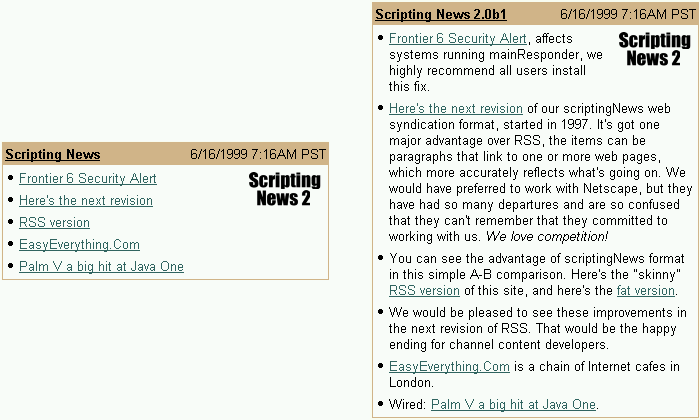 Scripting News 6/16/1999 7:16AM PST
Frontier 6 Security Alert
Here's the next revision
RSS version
EasyEverything.Com
Palm V a big hit at Java One
Scripting
News 2
Scripting News 2.0b1 6/16/1999 7:16AM PST
Frontier 6 Security Alert, affects
systems running mainResponder, we
highly recommend all users install
this fix.
Scripting
News 2
Here's the next revision of our scriptingNews web
syndication format, started in 1997. It's got one
major advantage over RSS, the items can be
paragraphs that link to one or more web pages,
which more accurately reflects what's going on. We
would have preferred to work with Netscape, but they
have had so many departures and are so confused
that they can't remember that they committed to
working with us. We love competition!
You can see the advantage of scriptingNews format
in this simple A-B comparison. Here's the "skinny"
RSS version of this site, and here's the fat version.
We would be pleased to see these improvements in
the next revision of RSS. That would be the happy
ending for channel content developers.
EasyEverything.Com is a chain of Internet cafes in
London.
Wired: Palm V a big hit at Java One.